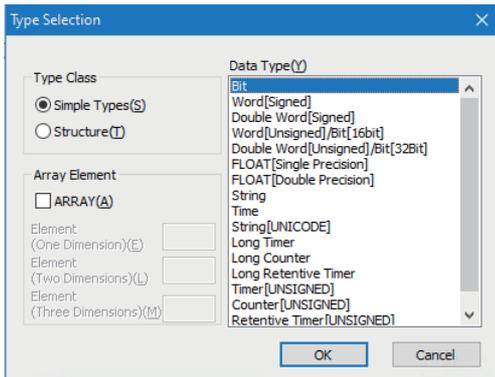 Type Selection
Type Class
Simple Types(S)
Structure(T)
Array Element
ARRAY(A)
Element
(One Dimension)(E)
Element
(Two Dimensions)(L)
Element
(Three Dimensions)(M)
Data Type(Y)
Bit
Word[Signed]
Double Word[Signed]
Word[Unsigned]/Bit[16bit]
Double Word[Unsigned]/Bit[32Bit]
FLOAT[Single Precision]
FLOAT[Double Precision]
String
Time
String[UNICODE]
Long Timer
Long Counter
Long Retentive Timer
Timer[UNSIGNED]
Counter[UNSIGNED]
Retentive Timer[UNSIGNED]
OK
Cancel